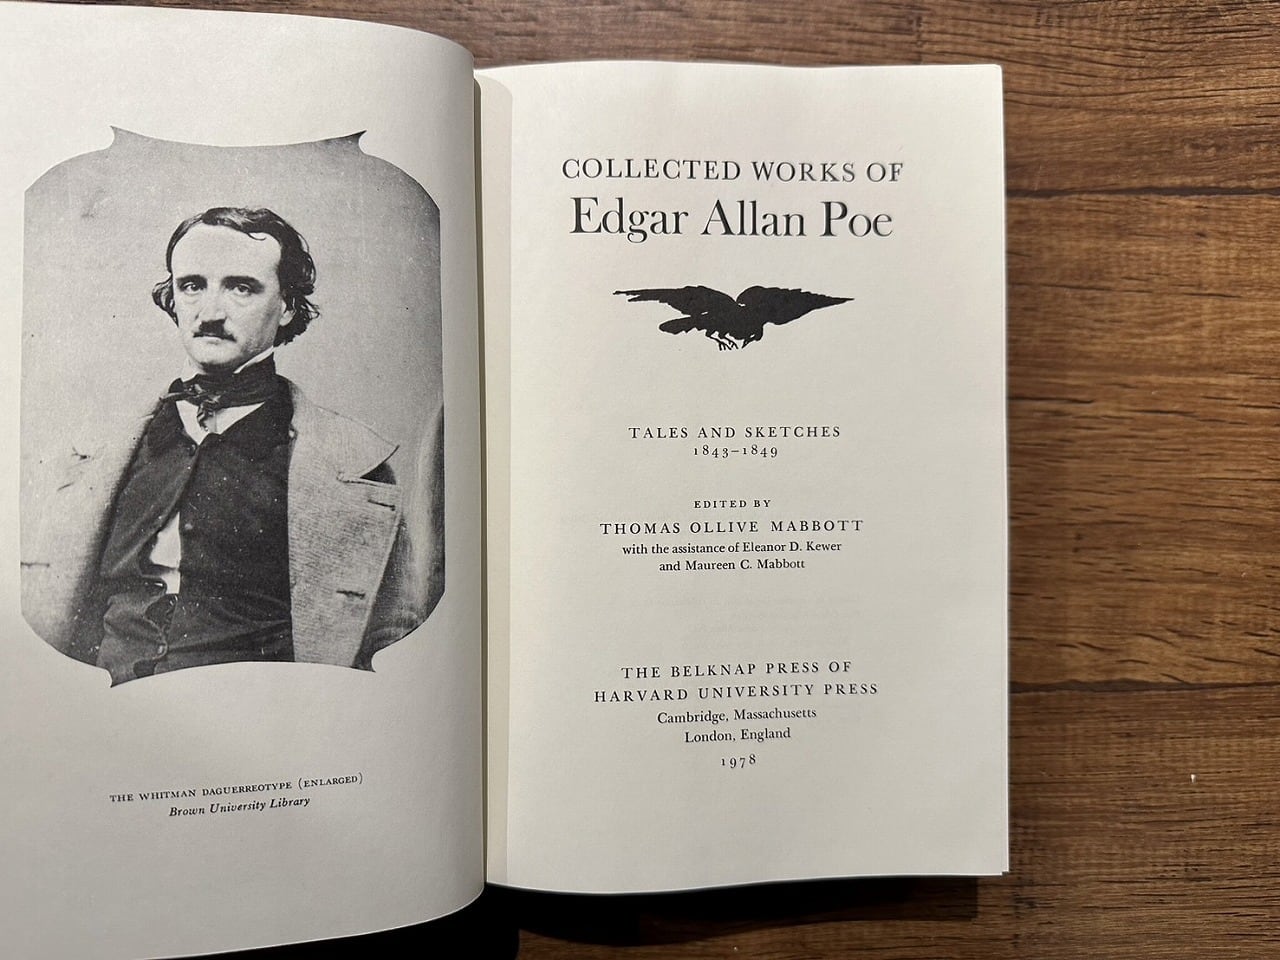 THE WHITMAN DAGUERREOTYPE (ENLARGED)
Brown University Library
COLLECTED WORKS OF
Edgar Allan Poe
TALES AND SKETCHES
1843–1849
EDITED BY
THOMAS OLLIVE MABBOTT
with the assistance of Eleanor D. Kewer
and Maureen C. Mabbott
THE BELKNAP PRESS OF
HARVARD UNIVERSITY PRESS
Cambridge, Massachusetts
London, England
1978